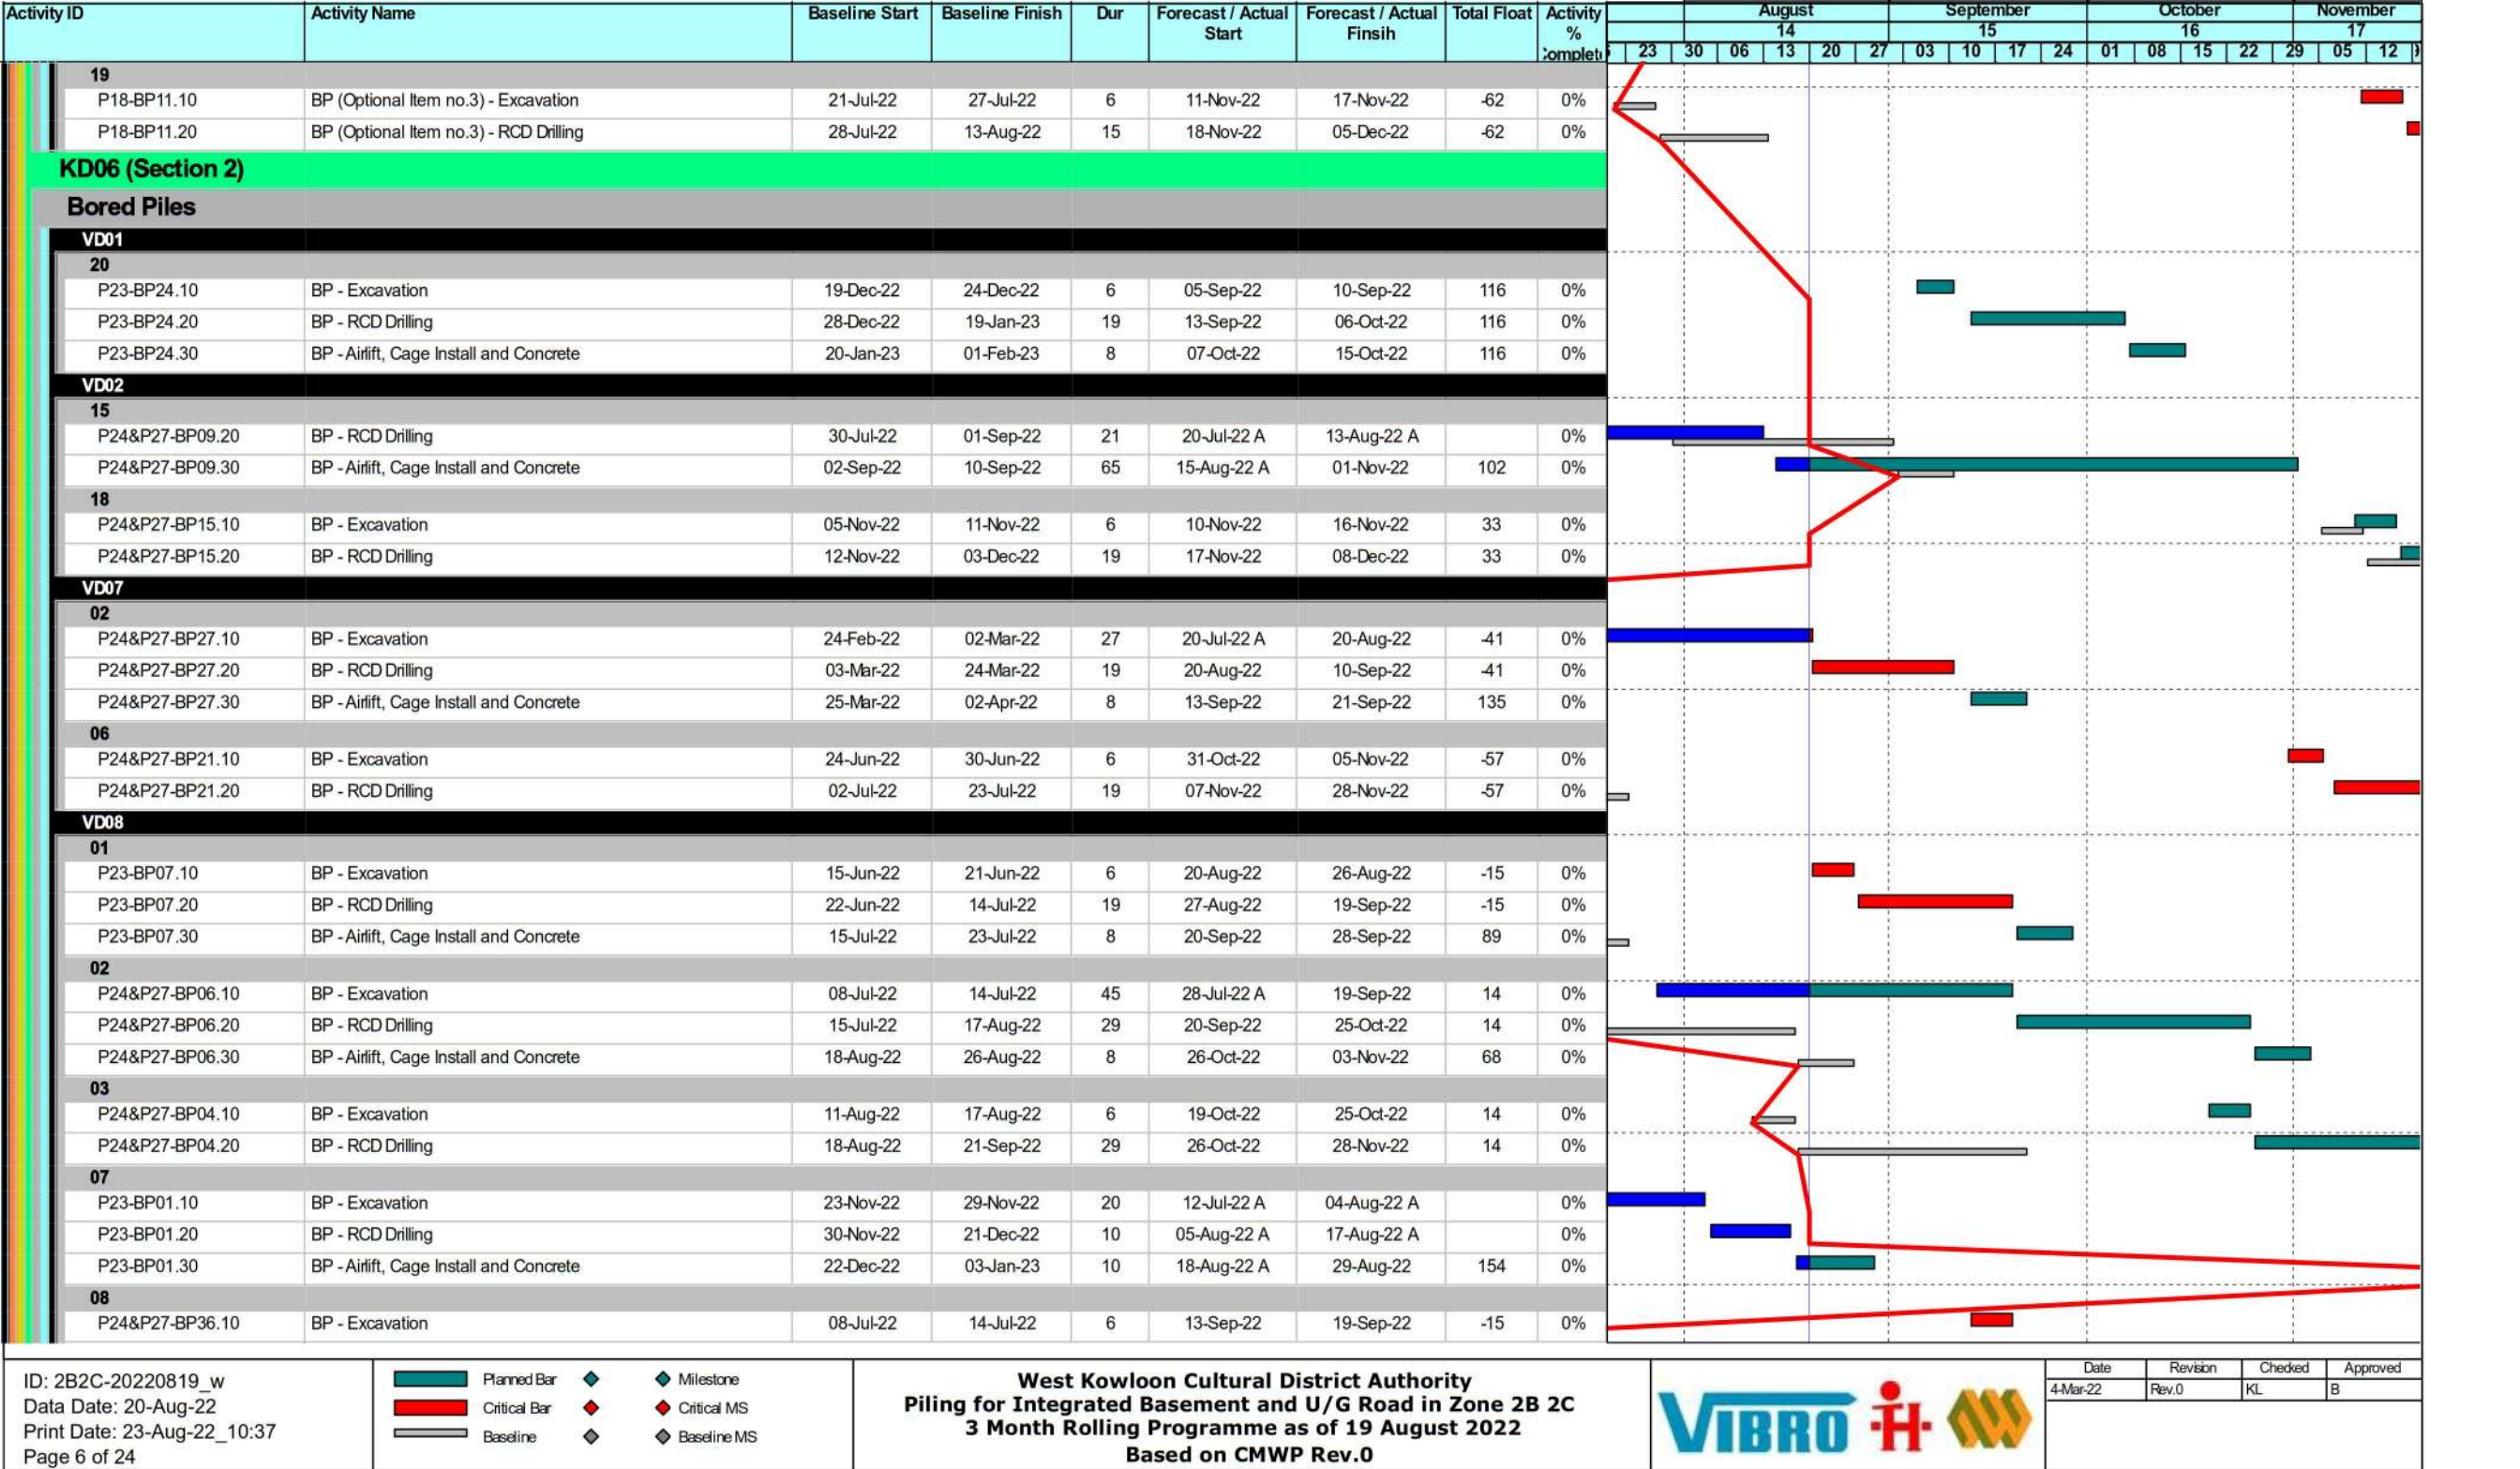 Activity ID Activity Name Baseline Start Baseline Finish Dur Forecast / Actual Start Forecast / Actual Finsih Total Float Activity % Complet
August September October November
14 15 16 17
23 30 06 13 20 27 03 10 17 24 01 08 15 22 29 05 12
19
P18-BP11.10 BP (Optional Item no.3) - Excavation 21-Jul-22 27-Jul-22 6 11-Nov-22 17-Nov-22 -62 0%
P18-BP11.20 BP (Optional Item no.3) - RCD Drilling 28-Jul-22 13-Aug-22 15 18-Nov-22 05-Dec-22 -62 0%
KD06 (Section 2)
Bored Piles
VD01
20
P23-BP24.10 BP - Excavation 19-Dec-22 24-Dec-22 6 05-Sep-22 10-Sep-22 116 0%
P23-BP24.20 BP - RCD Drilling 28-Dec-22 19-Jan-23 19 13-Sep-22 06-Oct-22 116 0%
P23-BP24.30 BP - Airlift, Cage Install and Concrete 20-Jan-23 01-Feb-23 8 07-Oct-22 15-Oct-22 116 0%
VD02
15
P24&P27-BP09.20 BP - RCD Drilling 30-Jul-22 01-Sep-22 21 20-Jul-22 A 13-Aug-22 A 0%
P24&P27-BP09.30 BP - Airlift, Cage Install and Concrete 02-Sep-22 10-Sep-22 65 15-Aug-22 A 01-Nov-22 102 0%
18
P24&P27-BP15.10 BP - Excavation 05-Nov-22 11-Nov-22 6 10-Nov-22 16-Nov-22 33 0%
P24&P27-BP15.20 BP - RCD Drilling 12-Nov-22 03-Dec-22 19 17-Nov-22 08-Dec-22 33 0%
VD07
02
P24&P27-BP27.10 BP - Excavation 24-Feb-22 02-Mar-22 27 20-Jul-22 A 20-Aug-22 -41 0%
P24&P27-BP27.20 BP - RCD Drilling 03-Mar-22 24-Mar-22 19 20-Aug-22 10-Sep-22 -41 0%
P24&P27-BP27.30 BP - Airlift, Cage Install and Concrete 25-Mar-22 02-Apr-22 8 13-Sep-22 21-Sep-22 135 0%
06
P24&P27-BP21.10 BP - Excavation 24-Jun-22 30-Jun-22 6 31-Oct-22 05-Nov-22 -57 0%
P24&P27-BP21.20 BP - RCD Drilling 02-Jul-22 23-Jul-22 19 07-Nov-22 28-Nov-22 -57 0%
VD08
01
P23-BP07.10 BP - Excavation 15-Jun-22 21-Jun-22 6 20-Aug-22 26-Aug-22 -15 0%
P23-BP07.20 BP - RCD Drilling 22-Jun-22 14-Jul-22 19 27-Aug-22 19-Sep-22 -15 0%
P23-BP07.30 BP - Airlift, Cage Install and Concrete 15-Jul-22 23-Jul-22 8 20-Sep-22 28-Sep-22 89 0%
02
P24&P27-BP06.10 BP - Excavation 08-Jul-22 14-Jul-22 45 28-Jul-22 A 19-Sep-22 14 0%
P24&P27-BP06.20 BP - RCD Drilling 15-Jul-22 17-Aug-22 29 20-Sep-22 25-Oct-22 14 0%
P24&P27-BP06.30 BP - Airlift, Cage Install and Concrete 18-Aug-22 26-Aug-22 8 26-Oct-22 03-Nov-22 68 0%
03
P24&P27-BP04.10 BP - Excavation 11-Aug-22 17-Aug-22 6 19-Oct-22 25-Oct-22 14 0%
P24&P27-BP04.20 BP - RCD Drilling 18-Aug-22 21-Sep-22 29 26-Oct-22 28-Nov-22 14 0%
07
P23-BP01.10 BP - Excavation 23-Nov-22 29-Nov-22 20 12-Jul-22 A 04-Aug-22 A 0%
P23-BP01.20 BP - RCD Drilling 30-Nov-22 21-Dec-22 10 05-Aug-22 A 17-Aug-22 A 0%
P23-BP01.30 BP - Airlift, Cage Install and Concrete 22-Dec-22 03-Jan-23 10 18-Aug-22 A 29-Aug-22 154 0%
08
P24&P27-BP36.10 BP - Excavation 08-Jul-22 14-Jul-22 6 13-Sep-22 19-Sep-22 -15 0%
ID: 2B2C-20220819_w
Data Date: 20-Aug-22
Print Date: 23-Aug-22_10:37
Page 6 of 24
Planned Bar Milestone
Critical Bar Critical MS
Baseline Baseline MS
West Kowloon Cultural District Authority
Piling for Integrated Basement and U/G Road in Zone 2B 2C
3 Month Rolling Programme as of 19 August 2022
Based on CMWP Rev.0
VIBRO
Date Revision Checked Approved
4-Mar-22 Rev.0 KL B